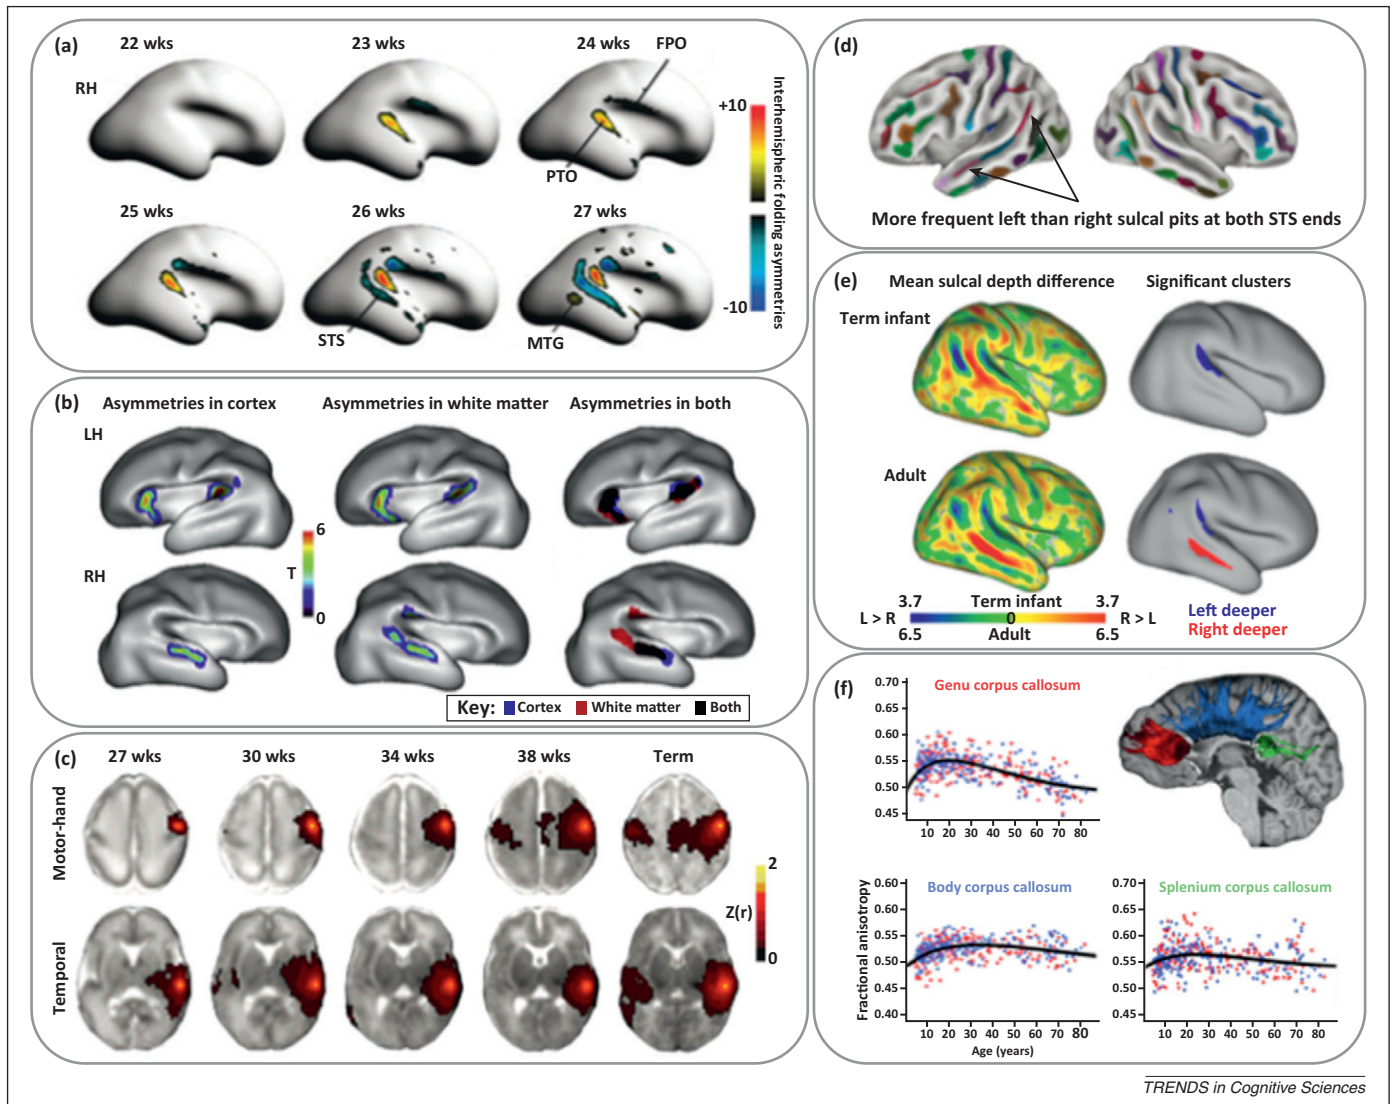 (a)
22 wks
23 wks
24 wks
FPO
RH
PTO
+10
Interhemispheric folding asymmetries
-10
25 wks
26 wks
27 wks
STS
MTG
(b)
Asymmetries in cortex
Asymmetries in white matter
Asymmetries in both
LH
RH
6
T
0
Key: Cortex White matter Both
(c)
27 wks
30 wks
34 wks
38 wks
Term
Motor-hand
Temporal
2
Z(r)
0
(d)
More frequent left than right sulcal pits at both STS ends
(e)
Mean sulcal depth difference
Significant clusters
Term infant
Adult
3.7 Term infant 3.7
L > R 0 R > L
6.5 Adult 6.5
Left deeper
Right deeper
(f)
Genu corpus callosum
0.70
0.65
0.60
0.55
0.50
0.45
10 20 30 40 50 60 70 80
Body corpus callosum
Fractional anisotropy
0.60
0.55
0.50
0.45
0.40
10 20 30 40 50 60 70 80
Age (years)
Splenium corpus callosum
0.70
0.65
0.60
0.55
0.50
0.45
10 20 30 40 50 60 70 80
TRENDS in Cognitive Sciences